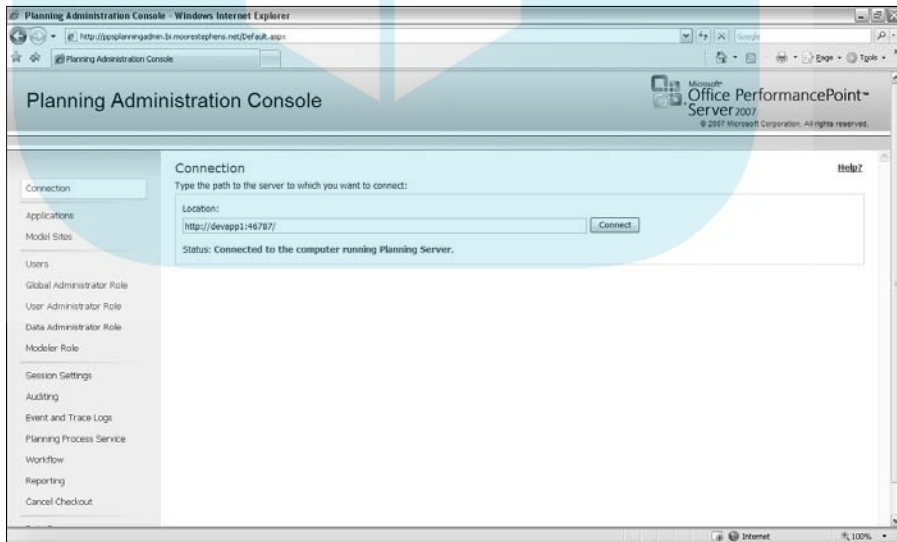 Planning Administration Console - Windows Internet Explorer
http://ppsplanningadmin.bi.moorestephens.net/Default.aspx
Google
Planning Administration Console
Page
Tools
Planning Administration Console
Microsoft
Office PerformancePoint
Server 2007
© 2007 Microsoft Corporation. All rights reserved.
Connection
Help?
Type the path to the server to which you want to connect:
Location:
http://devapp1:46787/
Connect
Status: Connected to the computer running Planning Server.
Connection
Applications
Model Sites
Users
Global Administrator Role
User Administrator Role
Data Administrator Role
Modeler Role
Session Settings
Auditing
Event and Trace Logs
Planning Process Service
Workflow
Reporting
Cancel Checkout
Internet
100%